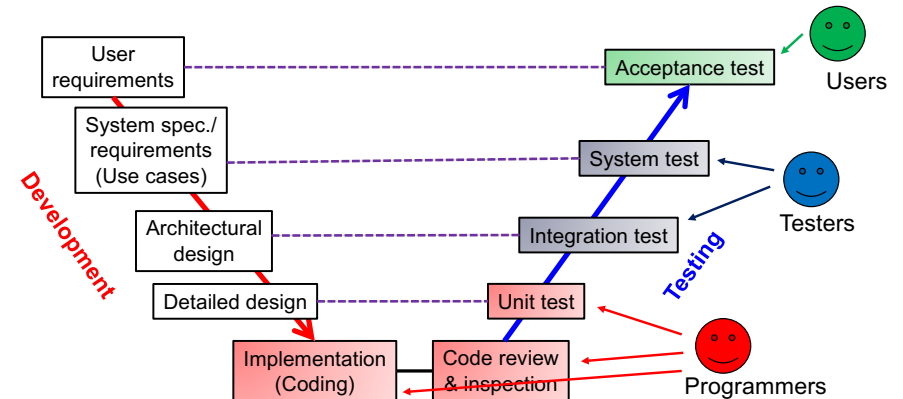 User
requirements
Acceptance test
Users
System spec./
requirements
(Use cases)
System test
Development
Testers
Architectural
design
Integration test
Testing
Detailed design
Unit test
Implementation
(Coding)
Code review
& inspection
Programmers